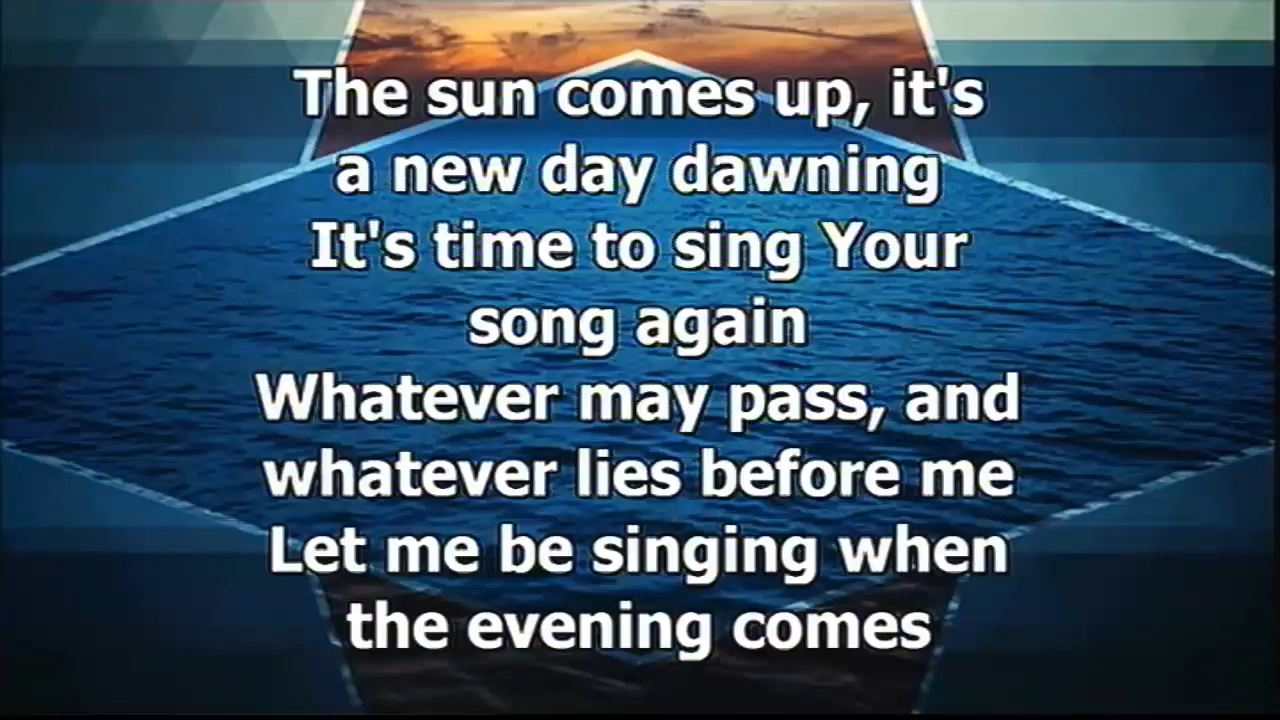 The sun comes up, it's
a new day dawning
It's time to sing Your
song again
Whatever may pass, and
whatever lies before me
Let me be singing when
the evening comes